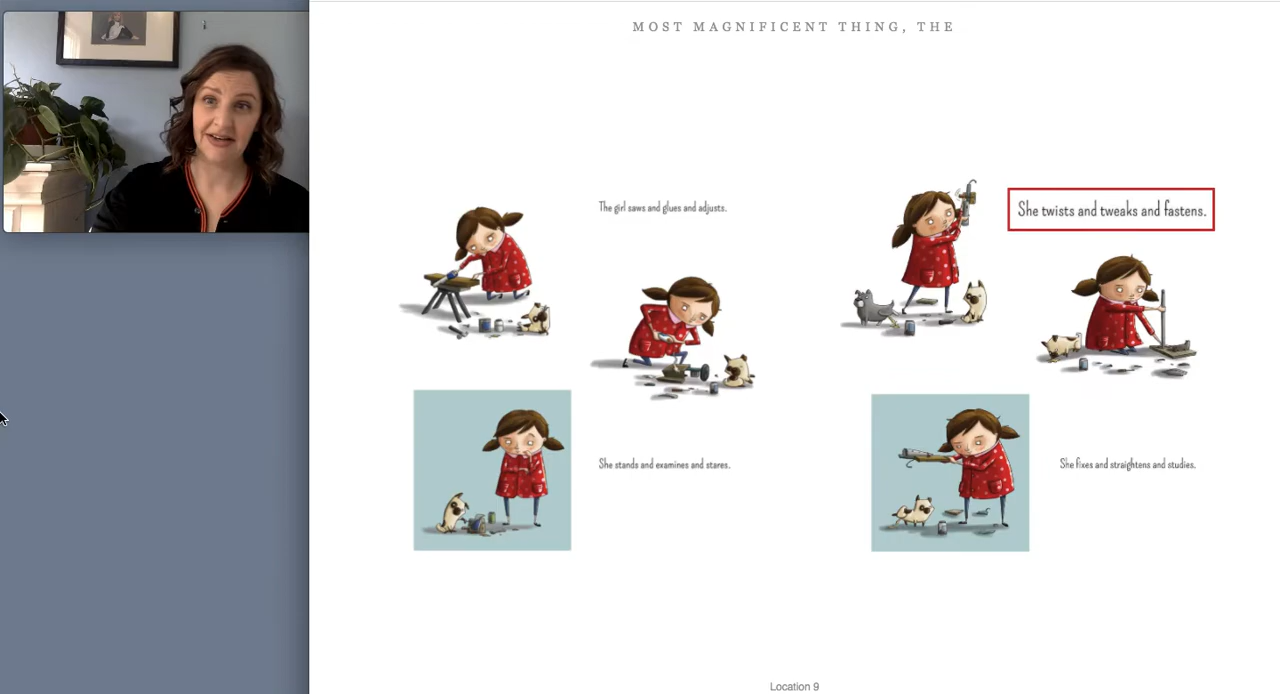 MOST MAGNIFICENT THING, THE
The girl saws and glues and adjusts.
She twists and tweaks and fastens.
She stands and examines and stares.
She fixes and straightens and studies.
Location 9